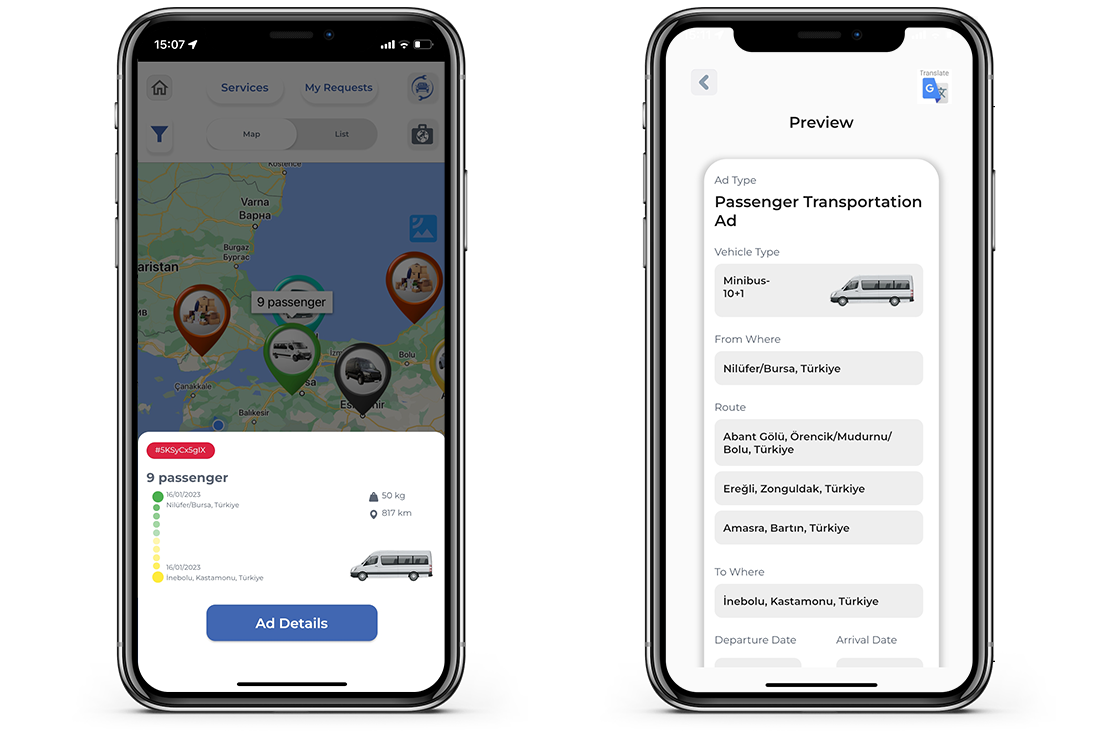 15:07
Services
My Requests
Map
List
Köstence
Varna
Варна
Burgaz
Бургас
aristan
9 passenger
Bolu
Çanakkale
Balıkesir
#5KSyCx5gIX
9 passenger
16/01/2023
Nilüfer/Bursa, Türkiye
50 kg
817 km
16/01/2023
İnebolu, Kastamonu, Türkiye
Ad Details
Translate
Preview
Ad Type
Passenger Transportation
Ad
Vehicle Type
Minibus-
10+1
From Where
Nilüfer/Bursa, Türkiye
Route
Abant Gölü, Örencik/Mudurnu/
Bolu, Türkiye
Ereğli, Zonguldak, Türkiye
Amasra, Bartın, Türkiye
To Where
İnebolu, Kastamonu, Türkiye
Departure Date
Arrival Date